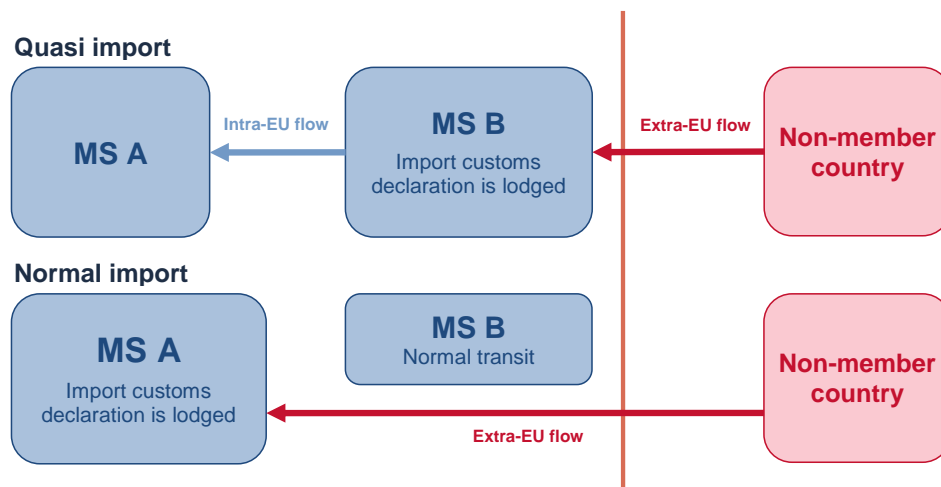 Quasi import
MS A
Intra-EU flow
MS B
Import customs
declaration is lodged
Extra-EU flow
Non-member
country
Normal import
MS A
Import customs
declaration is lodged
MS B
Normal transit
Extra-EU flow
Non-member
country